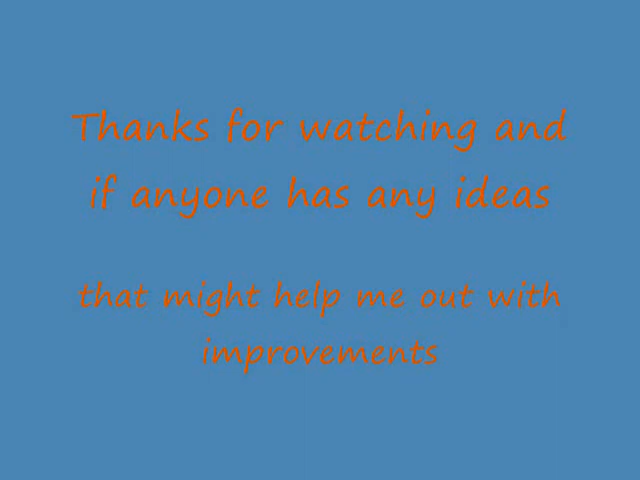 Thanks for watching and
if anyone has any ideas
that might help me out with
improvements